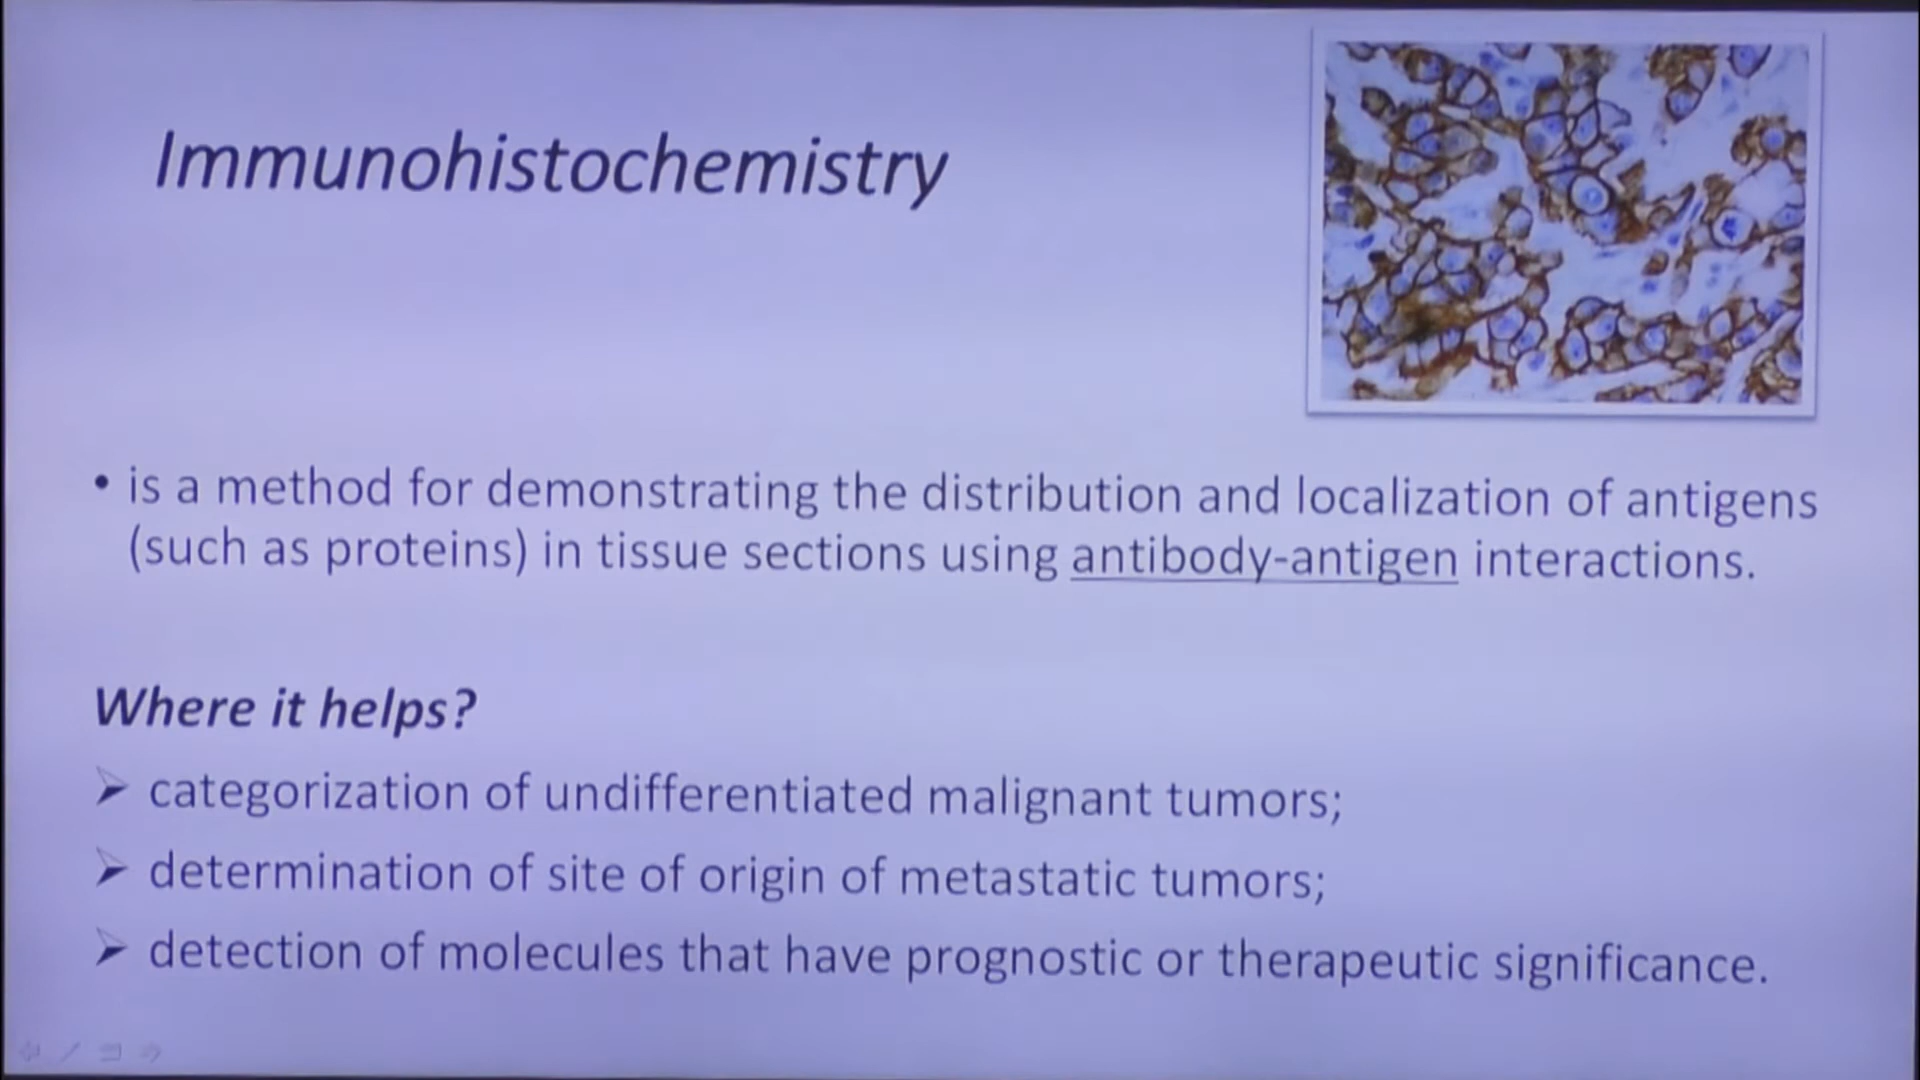 Immunohistochemistry
• is a method for demonstrating the distribution and localization of antigens
(such as proteins) in tissue sections using antibody-antigen interactions.
Where it helps?
➢ categorization of undifferentiated malignant tumors;
➢ determination of site of origin of metastatic tumors;
➢ detection of molecules that have prognostic or therapeutic significance.